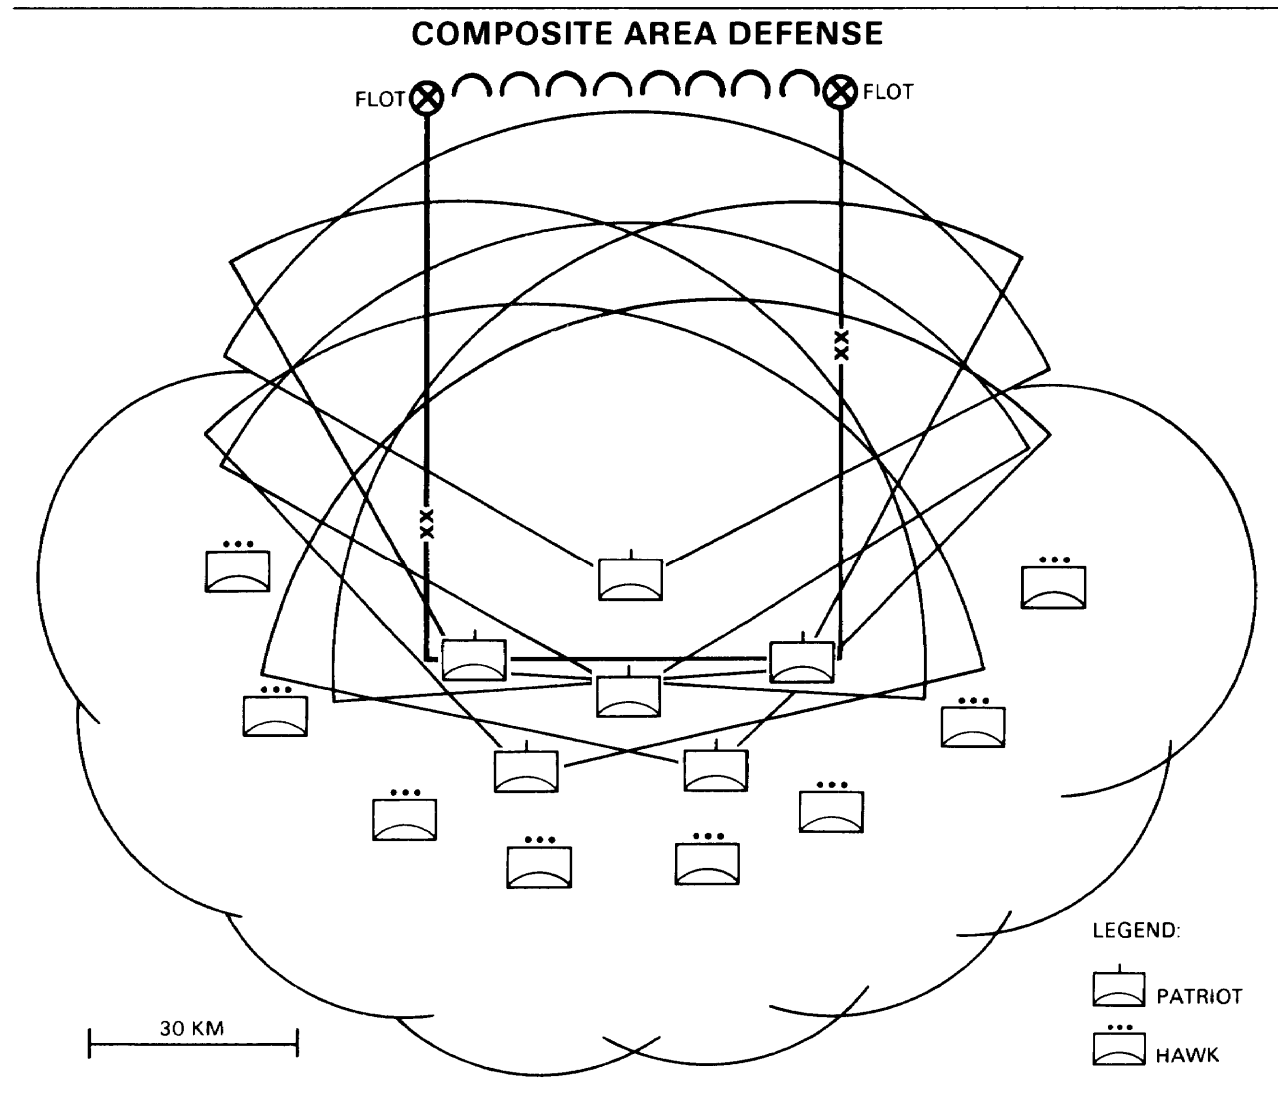 COMPOSITE AREA DEFENSE
FLOT
FLOT
XX
XX
LEGEND:
PATRIOT
30 KM
HAWK